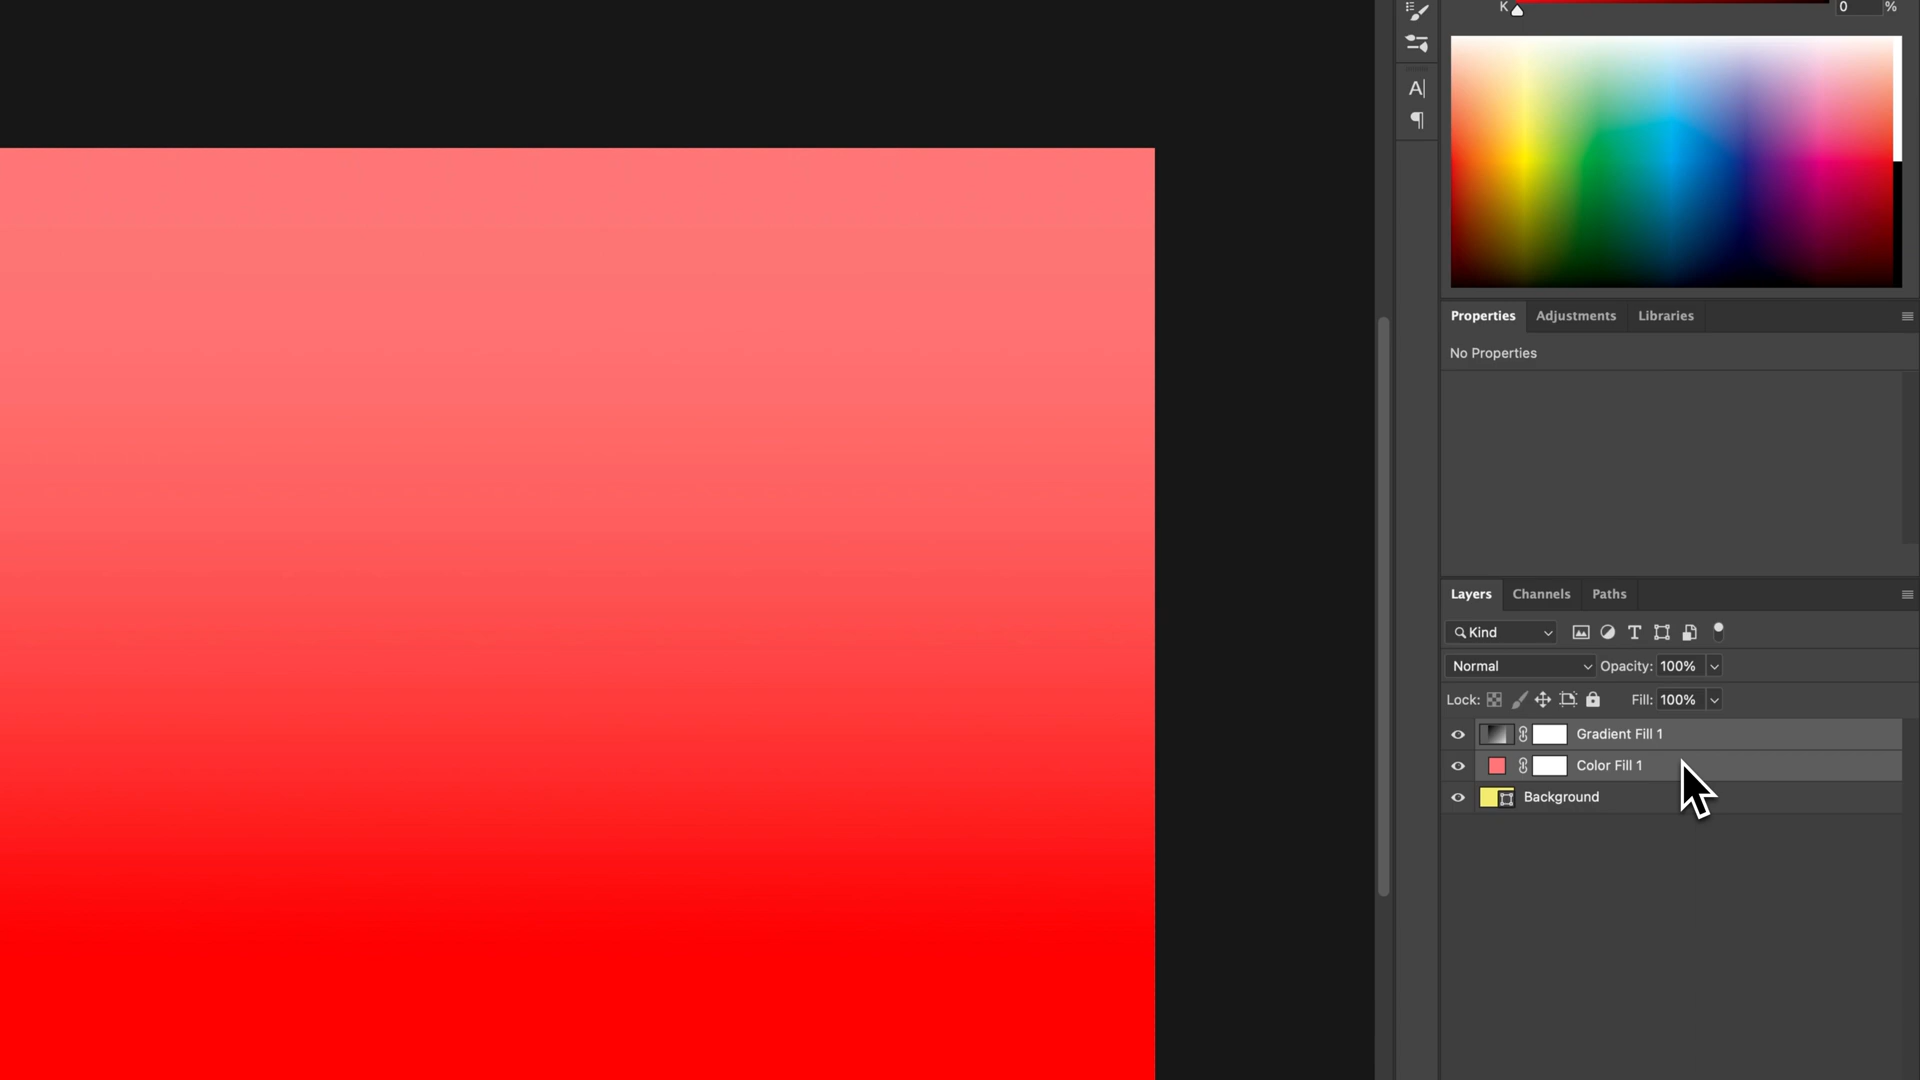 K 0 %
A|
¶
Properties Adjustments Libraries
No Properties
Layers Channels Paths
Kind T
Normal Opacity: 100%
Lock: Fill: 100%
Gradient Fill 1
Color Fill 1
Background